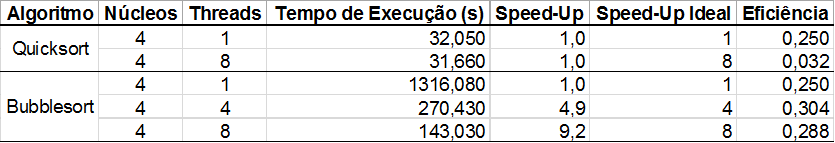 Algoritmo Núcleos Threads Tempo de Execução (s) Speed-Up Speed-Up Ideal Eficiência
Quicksort 4 1 32,050 1,0 1 0,250
4 8 31,660 1,0 8 0,032
Bubblesort 4 1 1316,080 1,0 1 0,250
4 4 270,430 4,9 4 0,304
4 8 143,030 9,2 8 0,288